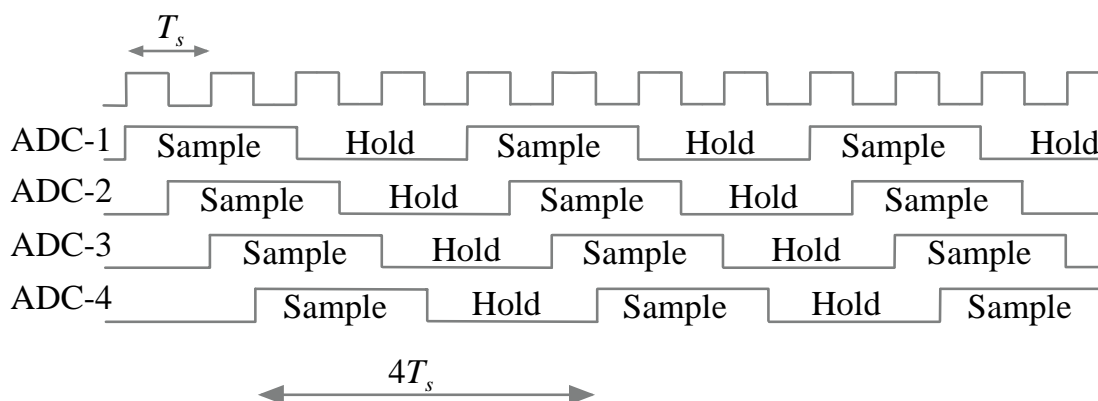 Tₛ
ADC-1 Sample Hold Sample Hold Sample Hold
ADC-2 Sample Hold Sample Hold Sample
ADC-3 Sample Hold Sample Hold Sample
ADC-4 Sample Hold Sample Hold Sample
4Tₛ